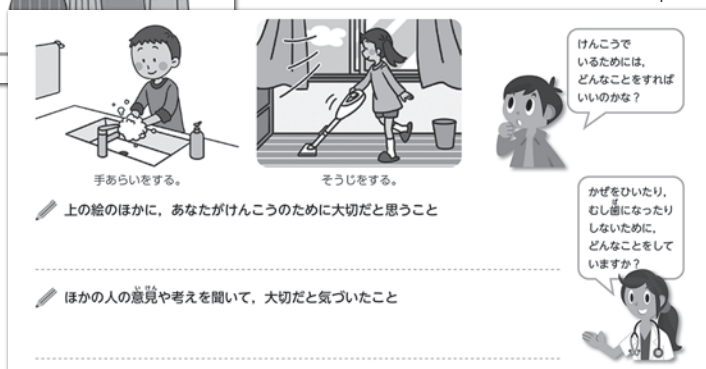 けんこうで
いるためには,
どんなことをすれば
いいのかな?
手あらいをする。
そうじをする。
上の絵のほかに,あなたがけんこうのために大切だと思うこと
かぜをひいたり,
むし歯になったり
しないために,
どんなことをして
いますか?
ほかの人の意見や考えを聞いて,大切だと気づいたこと